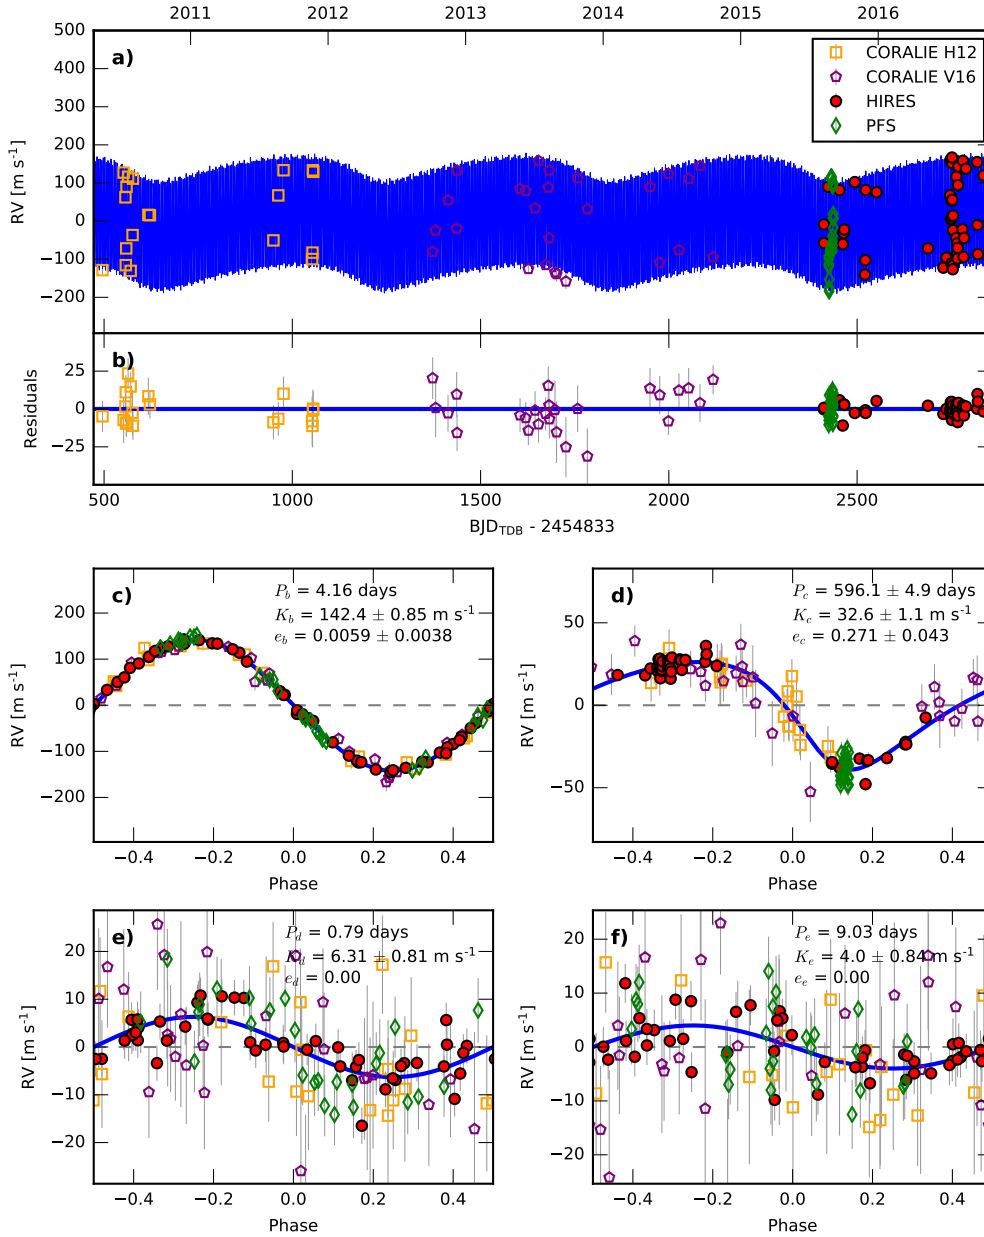 2011 2012 2013 2014 2015 2016
a)
CORALIE H12
CORALIE V16
HIRES
PFS
500
400
300
200
100
0
−100
−200
RV [m s⁻¹]
b)
25
0
−25
Residuals
500 1000 1500 2000 2500
BJD_TDB - 2454833
c)
P_b = 4.16 days
K_b = 142.4 ± 0.85 m s⁻¹
e_b = 0.0059 ± 0.0038
200
100
0
−100
−200
RV [m s⁻¹]
−0.4 −0.2 0.0 0.2 0.4
Phase
d)
P_c = 596.1 ± 4.9 days
K_c = 32.6 ± 1.1 m s⁻¹
e_c = 0.271 ± 0.043
50
0
−50
RV [m s⁻¹]
−0.4 −0.2 0.0 0.2 0.4
Phase
e)
P_d = 0.79 days
K_d = 6.31 ± 0.81 m s⁻¹
e_d = 0.00
20
10
0
−10
−20
RV [m s⁻¹]
−0.4 −0.2 0.0 0.2 0.4
Phase
f)
P_e = 9.03 days
K_e = 4.0 ± 0.84 m s⁻¹
e_e = 0.00
20
10
0
−10
−20
RV [m s⁻¹]
−0.4 −0.2 0.0 0.2 0.4
Phase